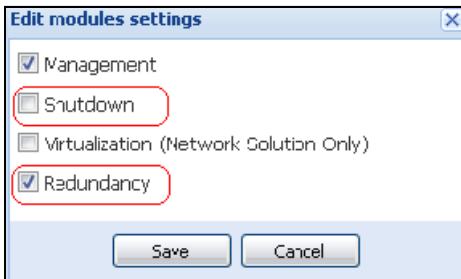 Edit modules settings
Management
Shutdown
Virtualization (Network Solution Only)
Redundancy
Save Cancel